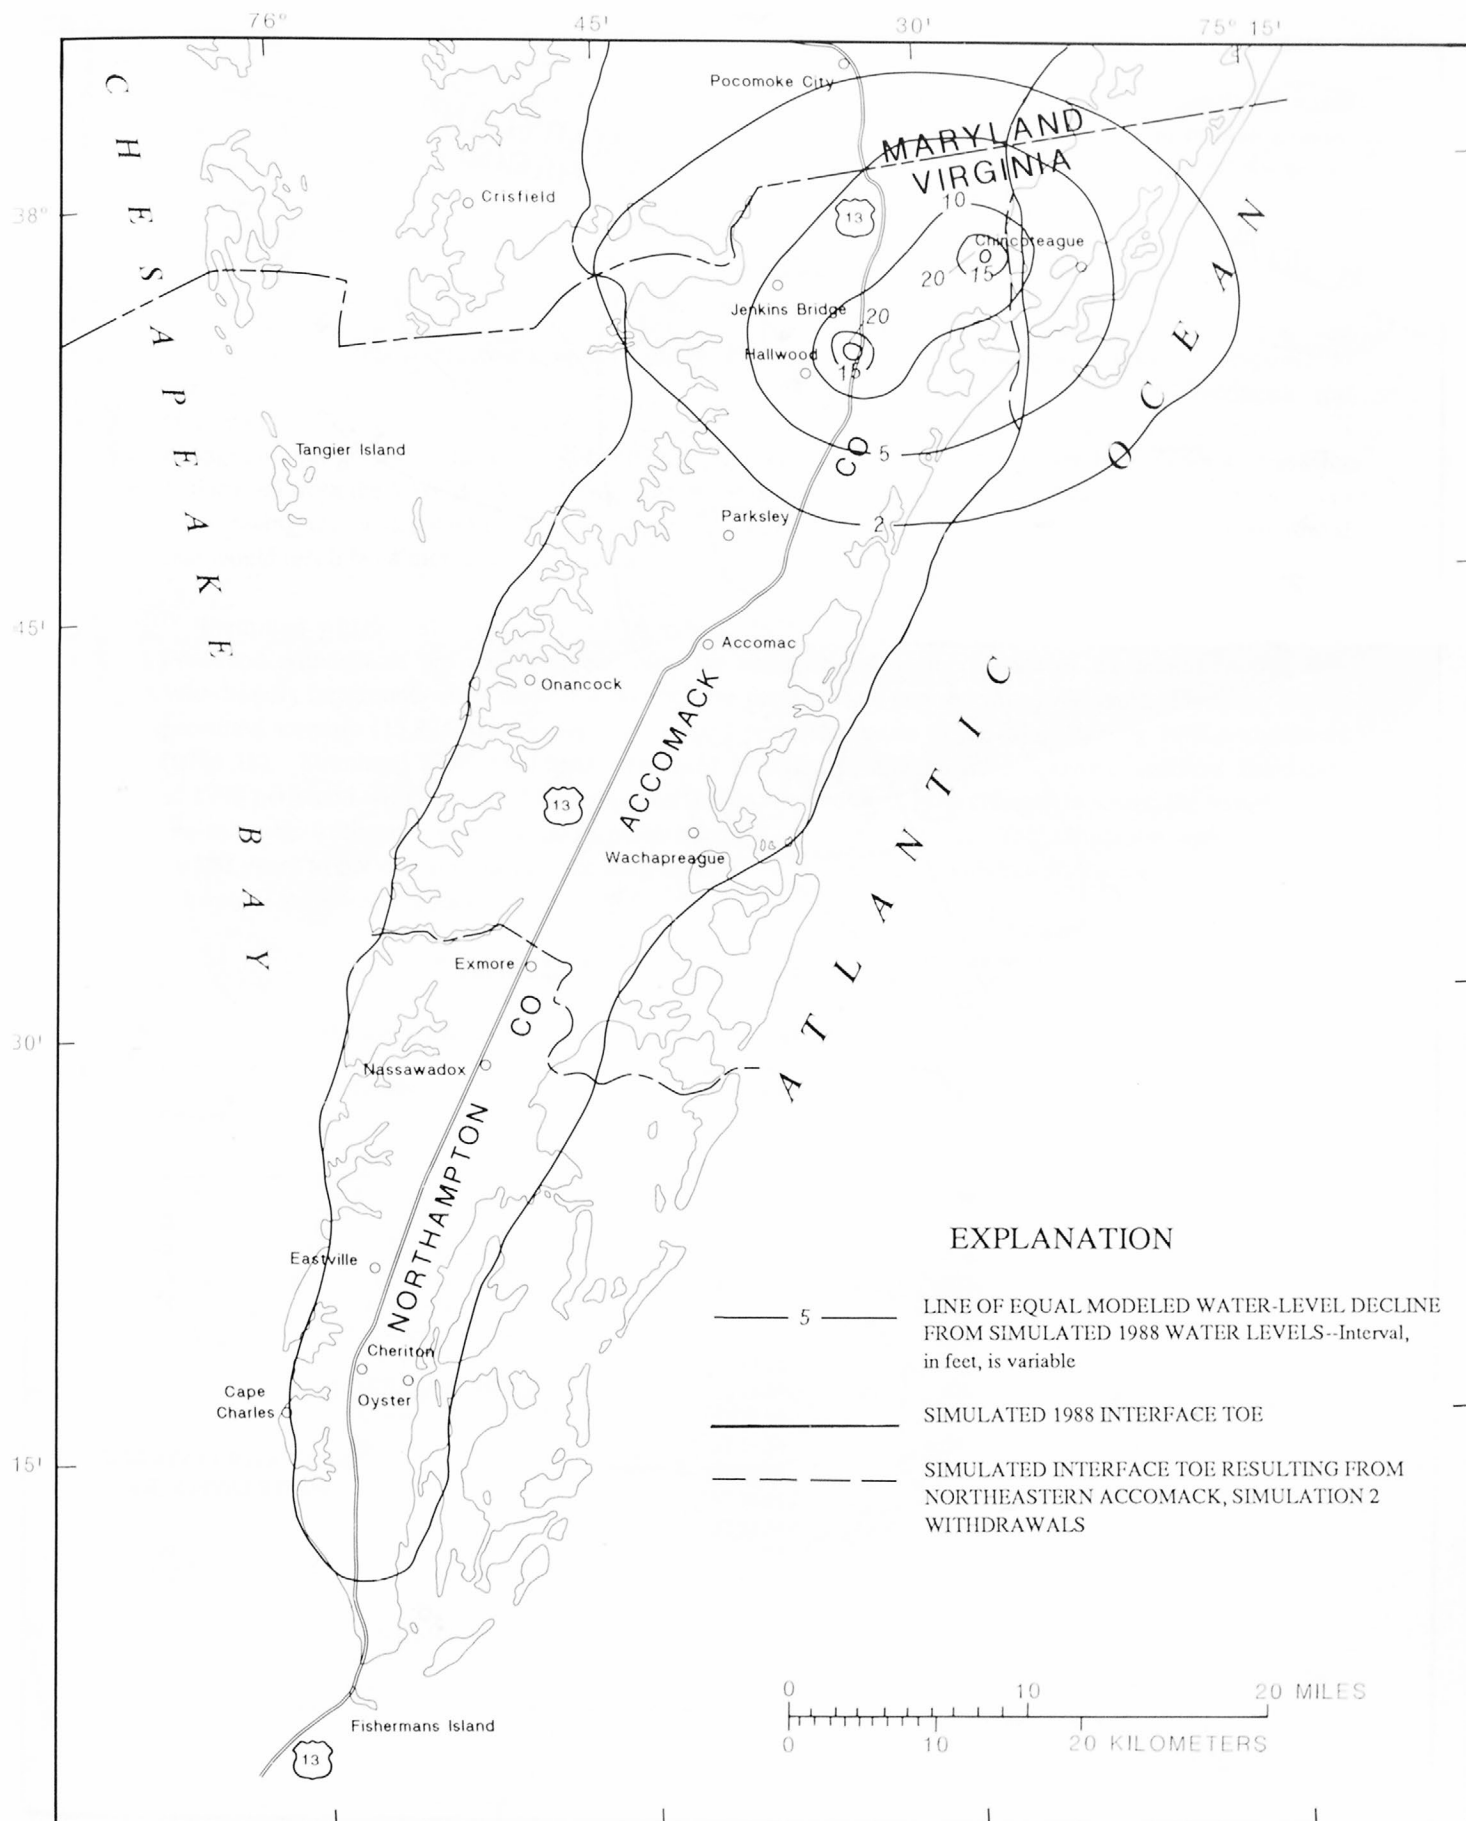 76° 45' 30' 75° 15'
Pocomoke City
MARYLAND
VIRGINIA
CHESAPEAKE BAY
Crisfield
38°
13
10
Chincoteague
20 15
Jenkins Bridge
20
Hallwood
15
ATLANTIC OCEAN
Tangier Island
CO
5
Parksley
2
45'
Accomac
Onancock
ACCOMACK
13
Wachapreague
Exmore
CO
30'
Nassawadox
NORTHAMPTON
Eastville
Cheriton
Cape
Charles
Oyster
15'
Fishermans Island
13
EXPLANATION
5
LINE OF EQUAL MODELED WATER-LEVEL DECLINE
FROM SIMULATED 1988 WATER LEVELS--Interval,
in feet, is variable
SIMULATED 1988 INTERFACE TOE
SIMULATED INTERFACE TOE RESULTING FROM
NORTHEASTERN ACCOMACK, SIMULATION 2
WITHDRAWALS
0 10 20 MILES
0 10 20 KILOMETERS